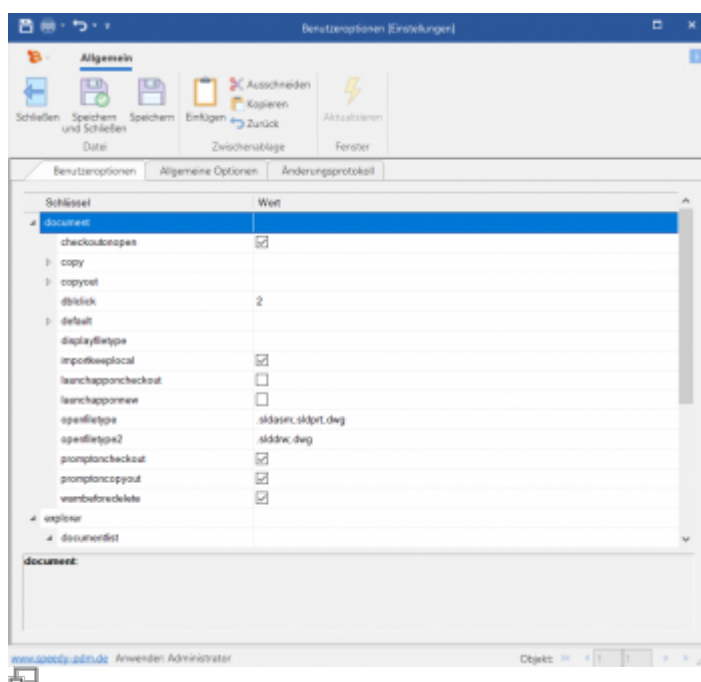 Benutzeroptionen [Einstellungen]
Allgemein
Schließen
Speichern und Schließen
Speichern
Einfügen
Ausschneiden
Kopieren
Zurück
Aktualisieren
Datei
Zwischenablage
Fenster
Benutzeroptionen
Allgemeine Optionen
Änderungsprotokoll
Schlüssel Wert
document
checkoutonopen
copy
copyout
dblclick 2
default
displayfiletype
importkeeplocal
launchapponcheckout
launchapponnew
openfiletype .sldasm;.sldprt;.dwg
openfiletype2 .slddrw;.dwg
promptoncheckout
promptoncopyout
warnbeforedelete
explorer
documentlist
document:
www.speedy-pdm.de Anwender: Administrator Objekt: 1 1